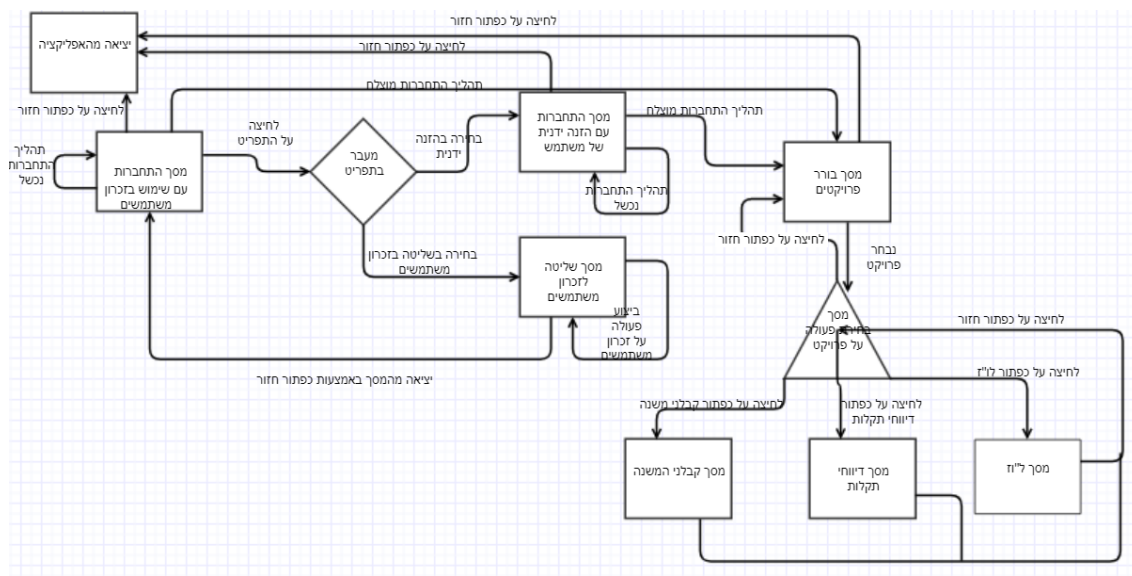 לחיצה על כפתור חזור
יציאה מהאפליקציה
לחיצה על כפתור חזור
תהליך התחברות מוצלח
לחיצה על כפתור חזור
תהליך
התחברות
נכשל
מסך התחברות
עם שימוש בזכרון
משתמשים
לחיצה
על התפריט
מעבר
בתפריט
בחירה בהזנה
ידנית
מסך התחברות
עם הזנה ידנית
של משתמש
תהליך התחברות מוצלח
תהליך התחברות
נכשל
מסך בורר
פרויקטים
לחיצה על כפתור חזור
נבחר
פרויקט
בחירה בשליטה בזכרון
משתמשים
מסך שליטה
לזכרון
משתמשים
ביצוע
פעולה
על זכרון
משתמשים
יציאה מהמסך באמצעות כפתור חזור
מסך
בחירת פעולה
על פרויקט
לחיצה על כפתור חזור
לחיצה על כפתור לו"ז
לחיצה על כפתור קבלני משנה
לחיצה על כפתור
דיווחי תקלות
מסך קבלני המשנה
מסך דיווחי
תקלות
מסך ל"וז